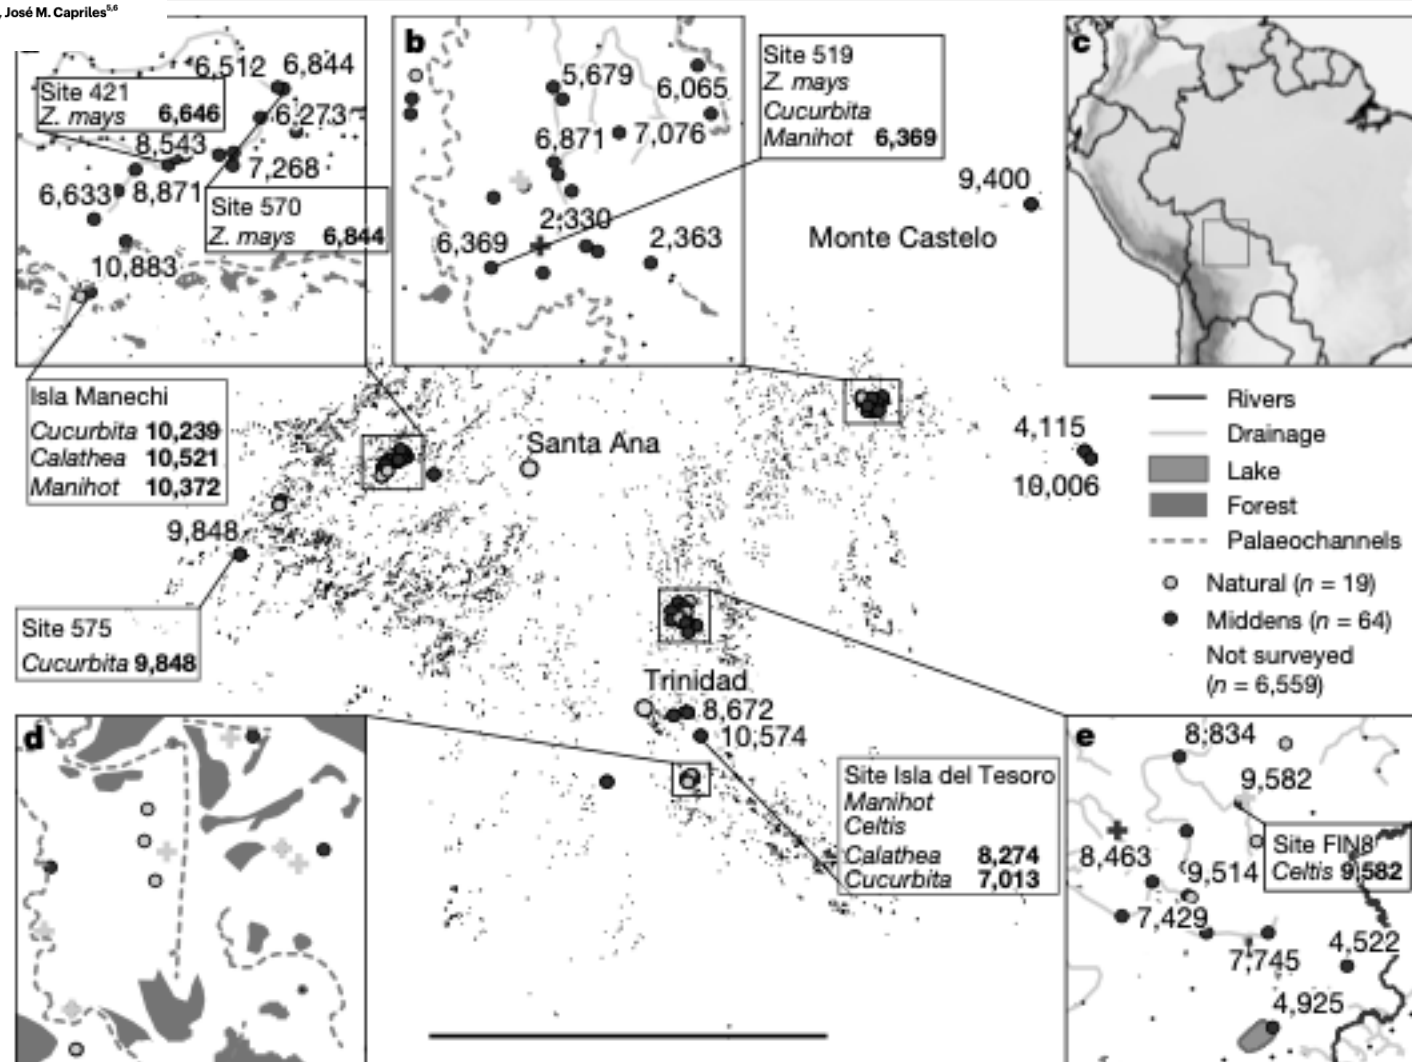 , José M. Capriles5,6
6,512
6,844
Site 421
Z. mays 6,646
6,273
8,543
7,268
6,633
8,871
Site 570
Z. mays 6,844
10,883
Isla Manechi
Cucurbita 10,239
Calathea 10,521
Manihot 10,372
b
5,679
6,065
6,871
7,076
2,330
6,369
2,363
Site 519
Z. mays
Cucurbita
Manihot 6,369
9,400
Monte Castelo
c
Santa Ana
4,115
10,006
9,848
Site 575
Cucurbita 9,848
Trinidad
8,672
10,574
Site Isla del Tesoro
Manihot
Celtis
Calathea 8,274
Cucurbita 7,013
Rivers
Drainage
Lake
Forest
Palaeochannels
Natural (n = 19)
Middens (n = 64)
Not surveyed
(n = 6,559)
d
e
8,834
9,582
8,463
Site FIN8
Celtis 9,582
9,514
7,429
7,745
4,522
4,925